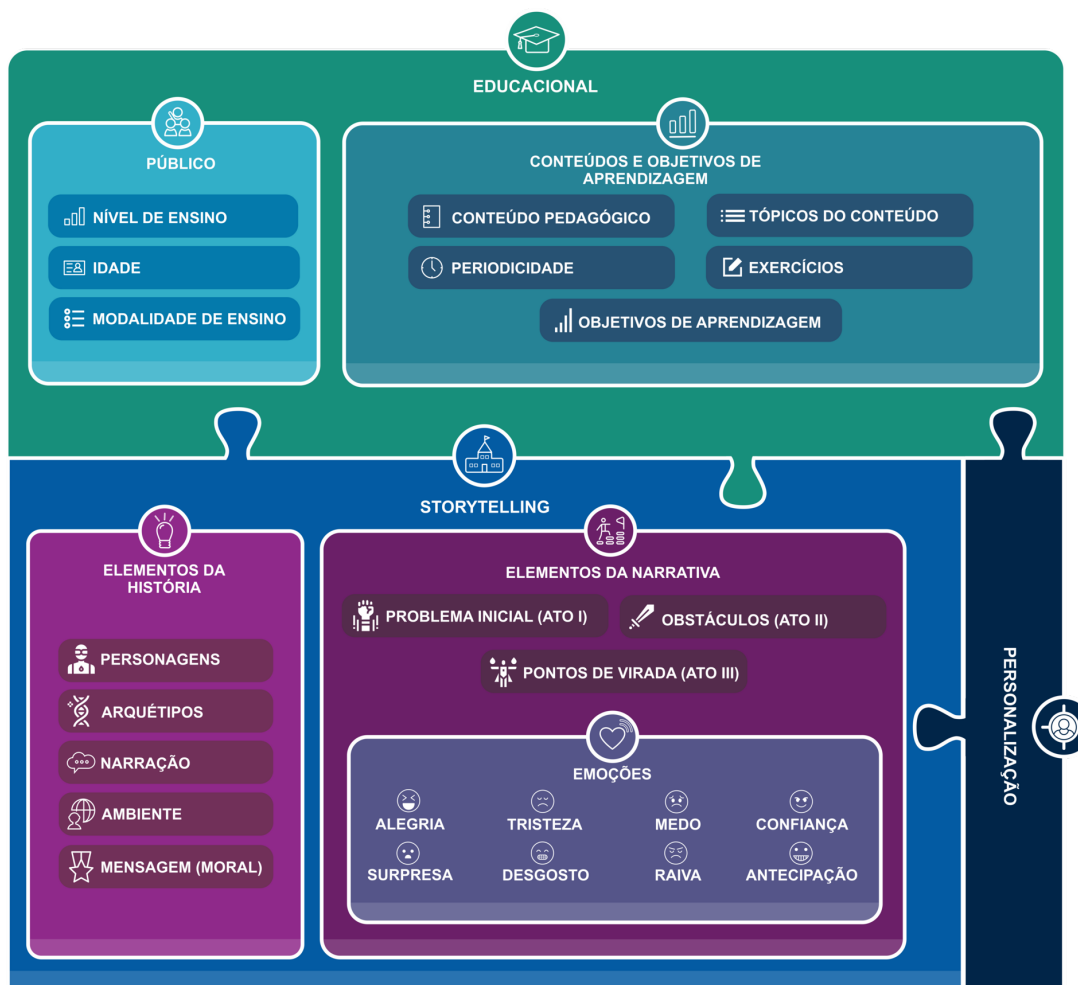 EDUCACIONAL
PÚBLICO
NÍVEL DE ENSINO
IDADE
MODALIDADE DE ENSINO
CONTEÚDOS E OBJETIVOS DE
APRENDIZAGEM
CONTEÚDO PEDAGÓGICO
TÓPICOS DO CONTEÚDO
PERIODICIDADE
EXERCÍCIOS
OBJETIVOS DE APRENDIZAGEM
STORYTELLING
ELEMENTOS DA
HISTÓRIA
PERSONAGENS
ARQUÉTIPOS
NARRAÇÃO
AMBIENTE
MENSAGEM (MORAL)
ELEMENTOS DA NARRATIVA
PROBLEMA INICIAL (ATO I)
OBSTÁCULOS (ATO II)
PONTOS DE VIRADA (ATO III)
EMOÇÕES
ALEGRIA
TRISTEZA
MEDO
CONFIANÇA
SURPRESA
DESGOSTO
RAIVA
ANTECIPAÇÃO
PERSONALIZAÇÃO